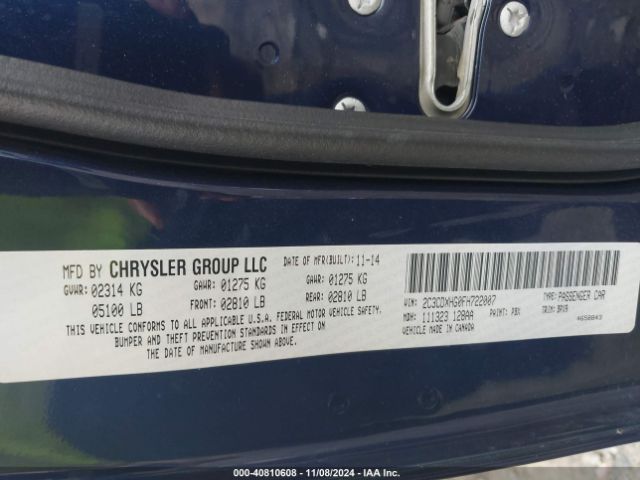 MFD BY CHRYSLER GROUP LLC DATE OF MFR(BUILT): 11-14
GVWR: 02314 KG GAWR: 01275 KG GAWR: 01275 KG
05100 LB FRONT: 02810 LB REAR: 02810 LB
THIS VEHICLE CONFORMS TO ALL APPLICABLE U.S.A. FEDERAL MOTOR VEHICLE SAFETY,
BUMPER AND THEFT PREVENTION STANDARDS IN EFFECT ON
THE DATE OF MANUFACTURE SHOWN ABOVE.
VIN: 2C3CDXHG0FH722007 TYPE: PASSENGER CAR
MDH: 111323 128AA PAINT: PBX TRIM:
VEHICLE MADE IN CANADA
00-40810608 - 11/08/2024 - IAA Inc.